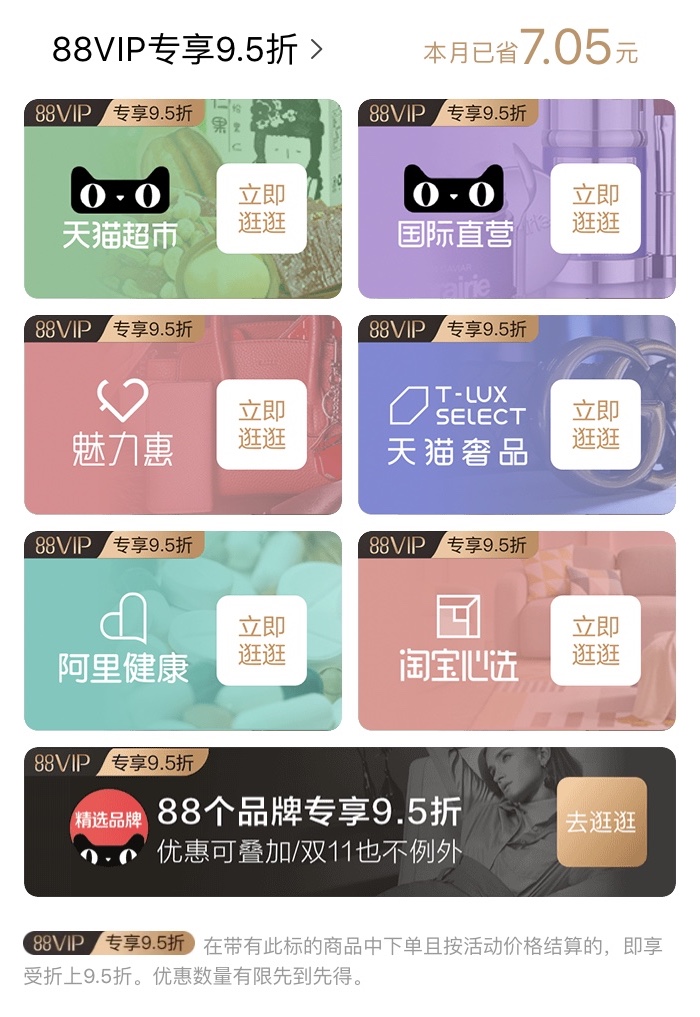 88VIP专享9.5折
本月已省7.05元
88VIP 专享9.5折
天猫超市
立即
逛逛
88VIP 专享9.5折
国际直营
立即
逛逛
88VIP 专享9.5折
魅力惠
立即
逛逛
88VIP 专享9.5折
T-LUX
SELECT
天猫奢品
立即
逛逛
88VIP 专享9.5折
阿里健康
立即
逛逛
88VIP 专享9.5折
淘宝心选
立即
逛逛
88VIP 专享9.5折
精选品牌
88个品牌专享9.5折
优惠可叠加/双11也不例外
去逛逛
88VIP 专享9.5折 在带有此标的商品中下单且按活动价格结算的，即享
受折上9.5折。优惠数量有限先到先得。